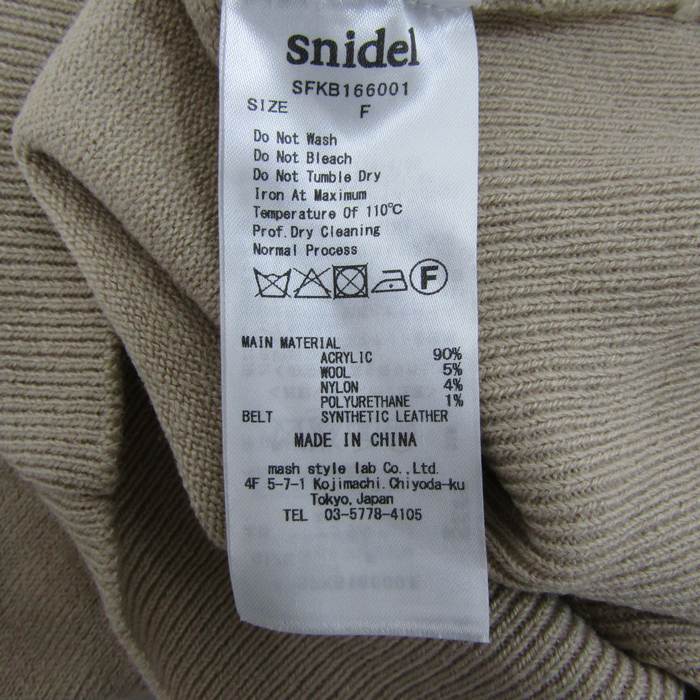 snidel
SFKB166001
SIZE F
Do Not Wash
Do Not Bleach
Do Not Tumble Dry
Iron At Maximum
Temperature Of 110℃
Prof. Dry Cleaning
Normal Process
F
MAIN MATERIAL
ACRYLIC 90%
WOOL 5%
NYLON 4%
POLYURETHANE 1%
BELT SYNTHETIC LEATHER
MADE IN CHINA
mash style lab Co., Ltd.
4F 5-7-1 Kojimachi. Chiyoda-ku
Tokyo, Japan
TEL 03-5778-4105